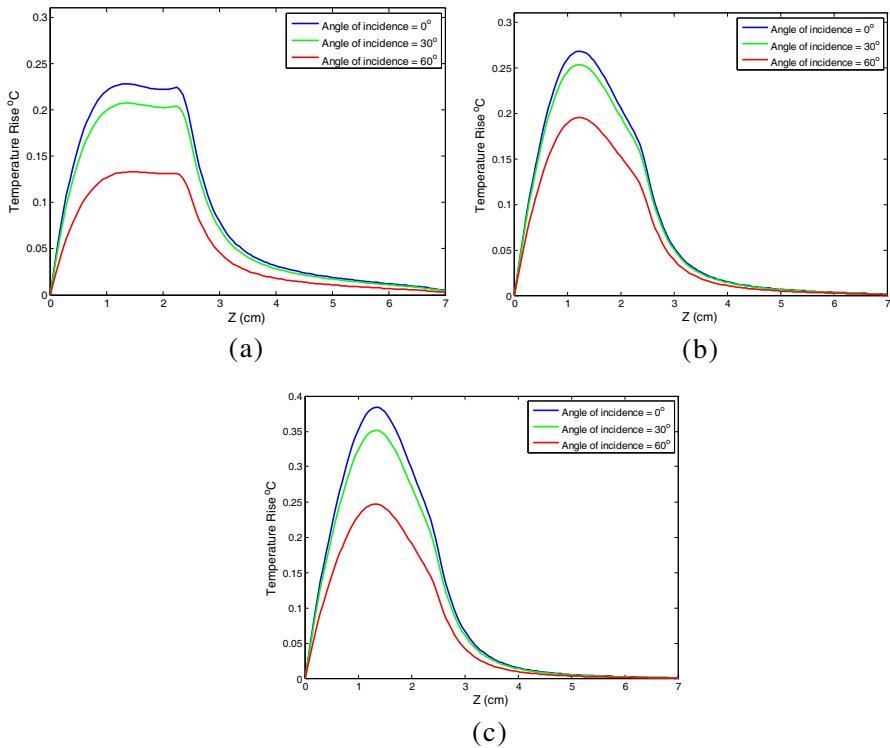 0.3
0.25
0.2
0.15
0.1
0.05
0
Temperature Rise °C
Angle of incidence = 0°
Angle of incidence = 30°
Angle of incidence = 60°
0 1 2 3 4 5 6 7
Z (cm)
(a)
0.3
0.25
0.2
0.15
0.1
0.05
0
Temperature Rise °C
Angle of incidence = 0°
Angle of incidence = 30°
Angle of incidence = 60°
0 1 2 3 4 5 6 7
Z (cm)
(b)
0.4
0.35
0.3
0.25
0.2
0.15
0.1
0.05
0
Temperature Rise °C
Angle of incidence = 0°
Angle of incidence = 30°
Angle of incidence = 60°
0 1 2 3 4 5 6 7
Z (cm)
(c)